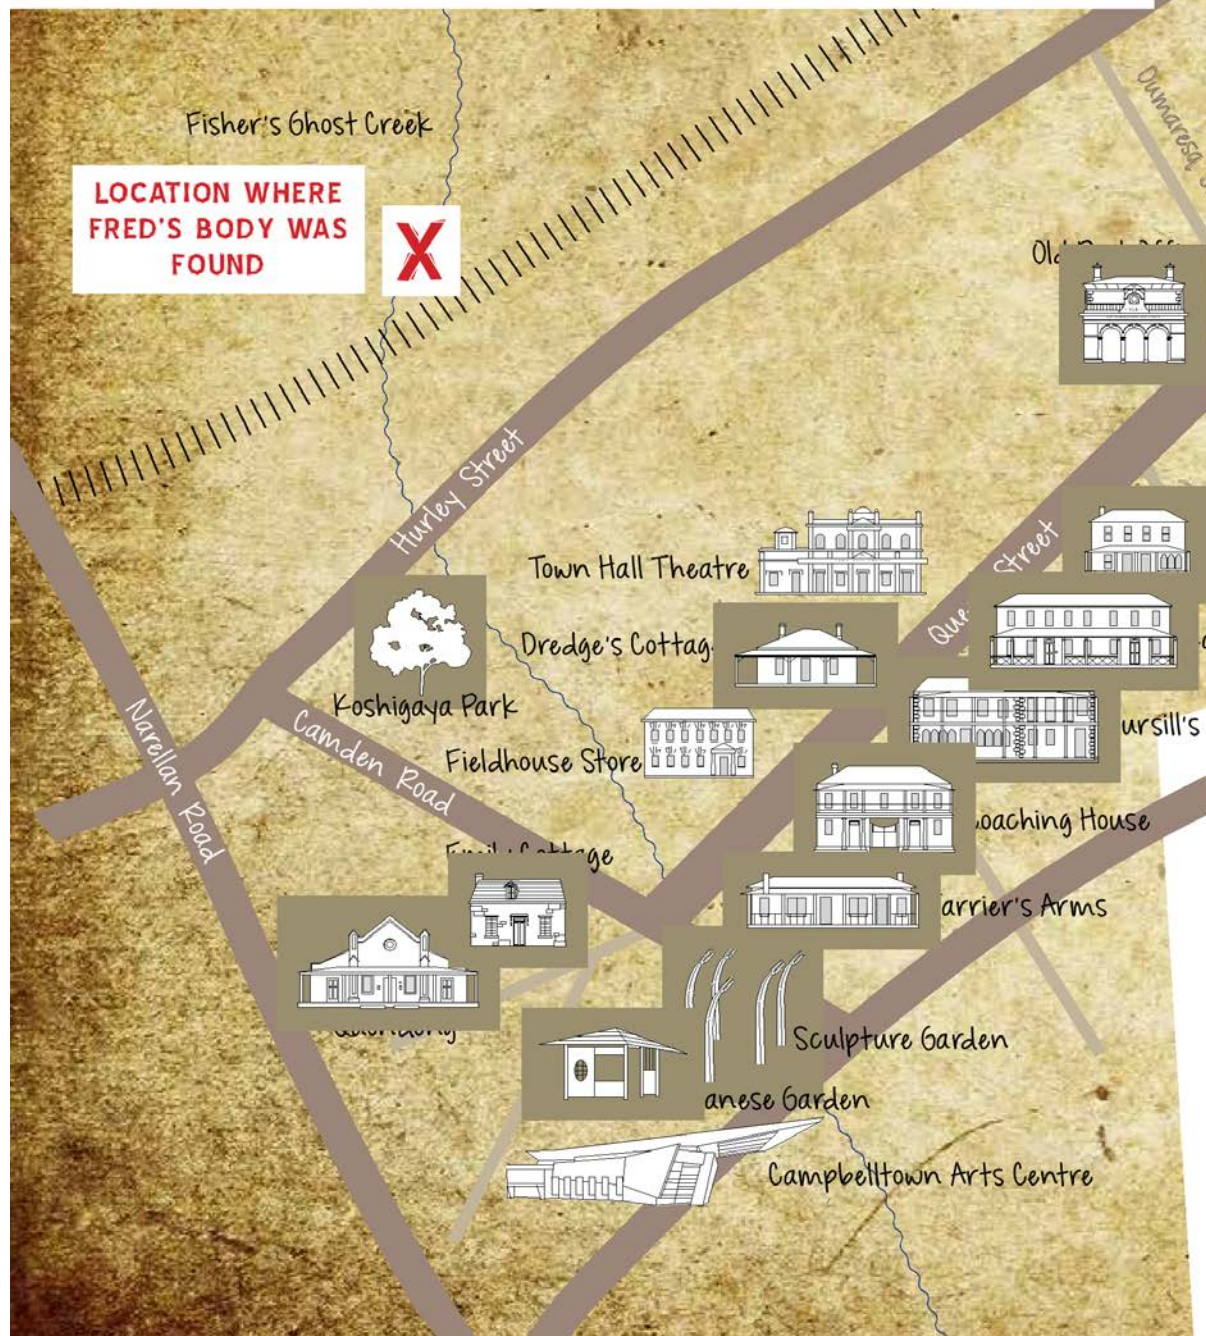 Fisher's Ghost Creek
LOCATION WHERE
FRED'S BODY WAS
FOUND
X
Hurley Street
Street
Town Hall Theatre
Dredge's Cottag
Koshigaya Park
Narellan Road
Camden Road
Fieldhouse Store
ursill's
oaching House
arrier's Arms
Sculpture Garden
anese Garden
Campbelltown Arts Centre